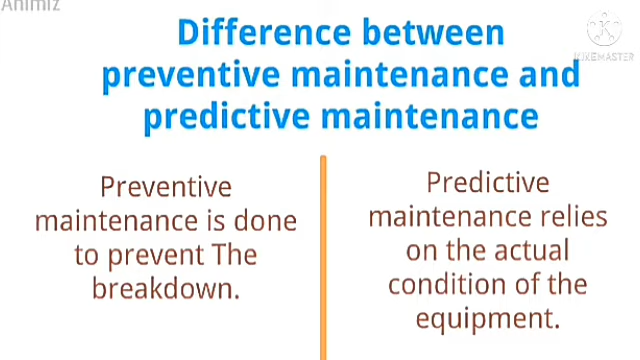 Animiz
KINEMASTER
Difference between
preventive maintenance and
predictive maintenance
Preventive
maintenance is done
to prevent The
breakdown.
Predictive
maintenance relies
on the actual
condition of the
equipment.